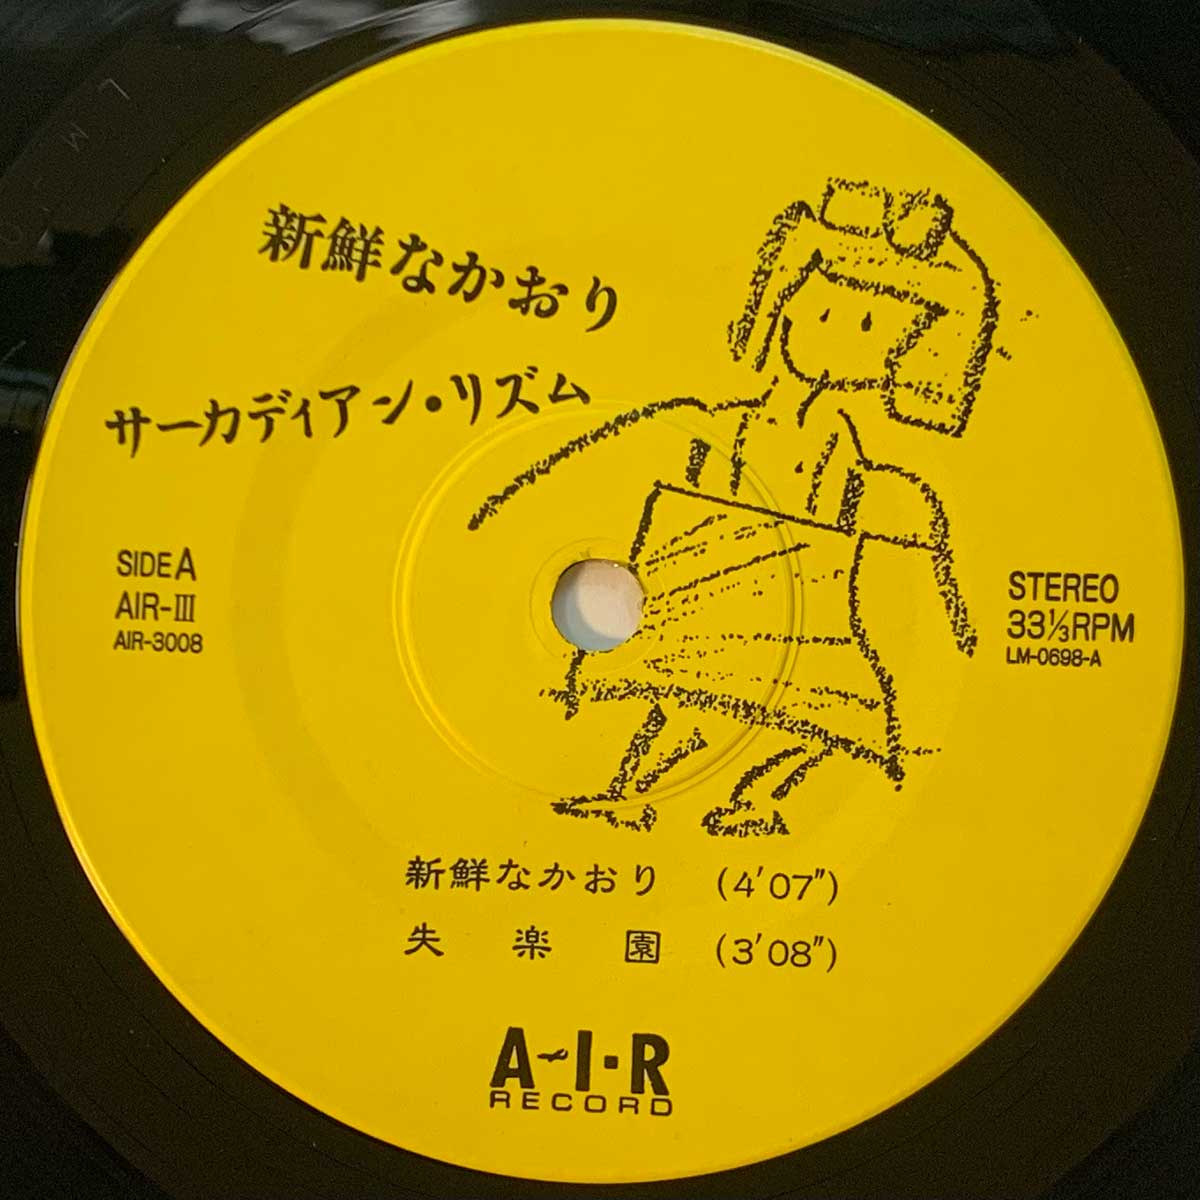 新鮮なかおり
サーカディアン・リズム
SIDE A
AIR-III
AIR-3008
STEREO
33⅓RPM
LM-0698-A
新鮮なかおり (4'07")
失楽園 (3'08")
A-I-R
RECORD